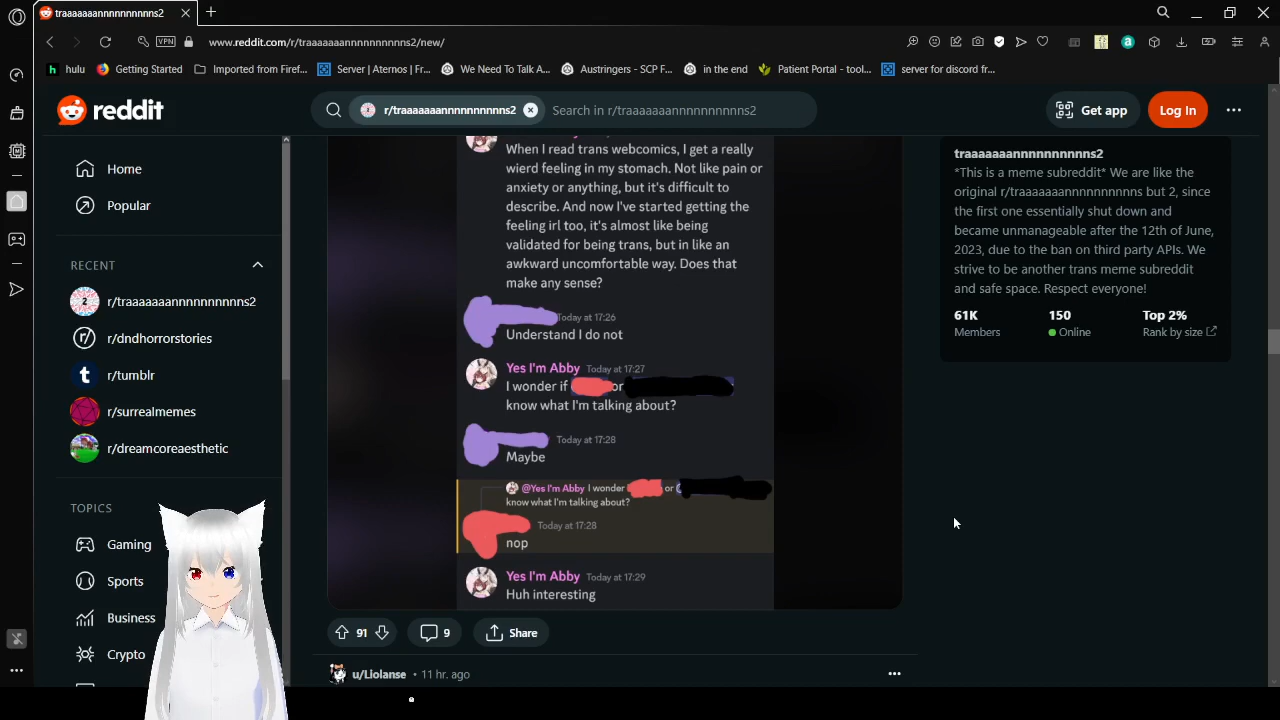 traaaaaaannnnnnnnnns2
VPN
www.reddit.com/r/traaaaaaannnnnnnnnns2/new/
hulu
Getting Started
Imported from Firef...
Server | Aternos | Fr...
We Need To Talk A...
Austringers - SCP F...
in the end
Patient Portal - tool...
server for discord fr...
reddit
r/traaaaaaannnnnnnnnns2
Search in r/traaaaaaannnnnnnnnns2
Get app
Log In
Home
Popular
RECENT
r/traaaaaaannnnnnnnnns2
r/dndhorrorstories
r/tumblr
r/surrealmemes
r/dreamcoreaesthetic
TOPICS
Gaming
Sports
Business
Crypto
When I read trans webcomics, I get a really
wierd feeling in my stomach. Not like pain or
anxiety or anything, but it's difficult to
describe. And now I've started getting the
feeling irl too, it's almost like being
validated for being trans, but in like an
awkward uncomfortable way. Does that
make any sense?
Today at 17:26
Understand I do not
Yes I'm Abby Today at 17:27
I wonder if or
know what I'm talking about?
Today at 17:28
Maybe
@Yes I'm Abby I wonder or
know what I'm talking about?
Today at 17:28
nop
Yes I'm Abby Today at 17:29
Huh interesting
91
9
Share
u/Liolanse • 11 hr. ago
traaaaaaannnnnnnnnns2
*This is a meme subreddit* We are like the
original r/traaaaaaannnnnnnnnns but 2, since
the first one essentially shut down and
became unmanageable after the 12th of June,
2023, due to the ban on third party APIs. We
strive to be another trans meme subreddit
and safe space. Respect everyone!
61K
Members
150
Online
Top 2%
Rank by size